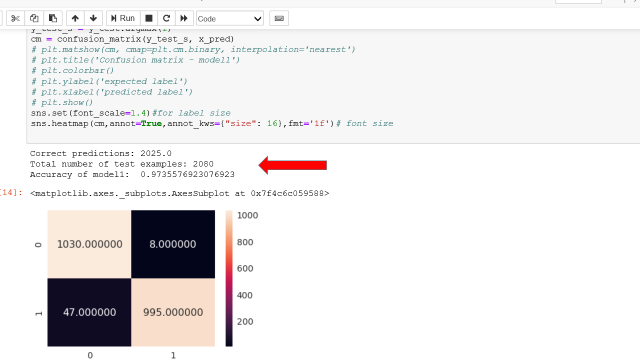 Run
Code
y_test_s = y_test.argmax(1)
cm = confusion_matrix(y_test_s, x_pred)
# plt.matshow(cm, cmap=plt.cm.binary, interpolation='nearest')
# plt.title('Confusion matrix - model1')
# plt.colorbar()
# plt.ylabel('expected label')
# plt.xlabel('predicted label')
# plt.show()
sns.set(font_scale=1.4)#for label size
sns.heatmap(cm,annot=True,annot_kws={"size": 16},fmt='1f')# font size
Correct predictions: 2025.0
Total number of test examples: 2080
Accuracy of model1:  0.9735576923076923
[14]: <matplotlib.axes._subplots.AxesSubplot at 0x7f4c6c059588>
0
1030.000000
8.000000
1
47.000000
995.000000
0
1
1000
800
600
400
200